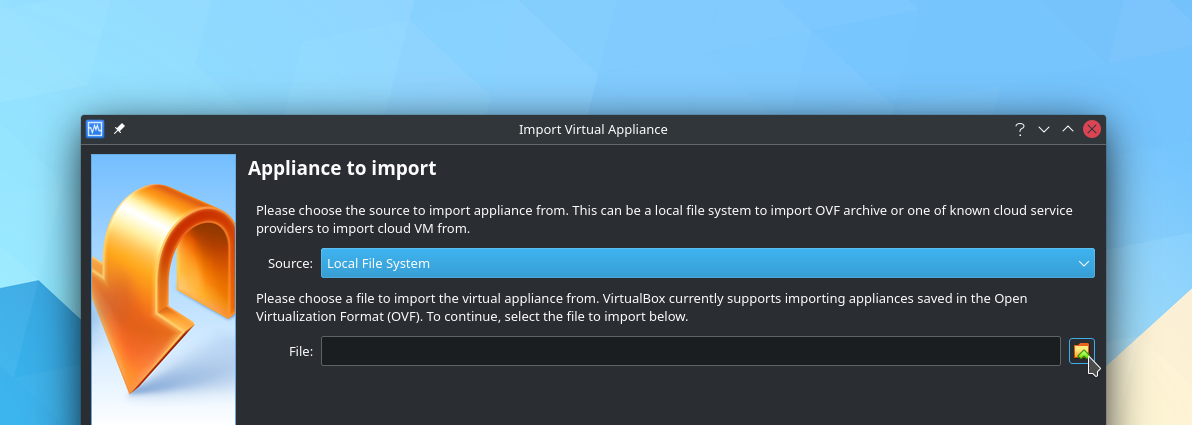 Import Virtual Appliance
Appliance to import
Please choose the source to import appliance from. This can be a local file system to import OVF archive or one of known cloud service
providers to import cloud VM from.
Source: Local File System
Please choose a file to import the virtual appliance from. VirtualBox currently supports importing appliances saved in the Open
Virtualization Format (OVF). To continue, select the file to import below.
File: